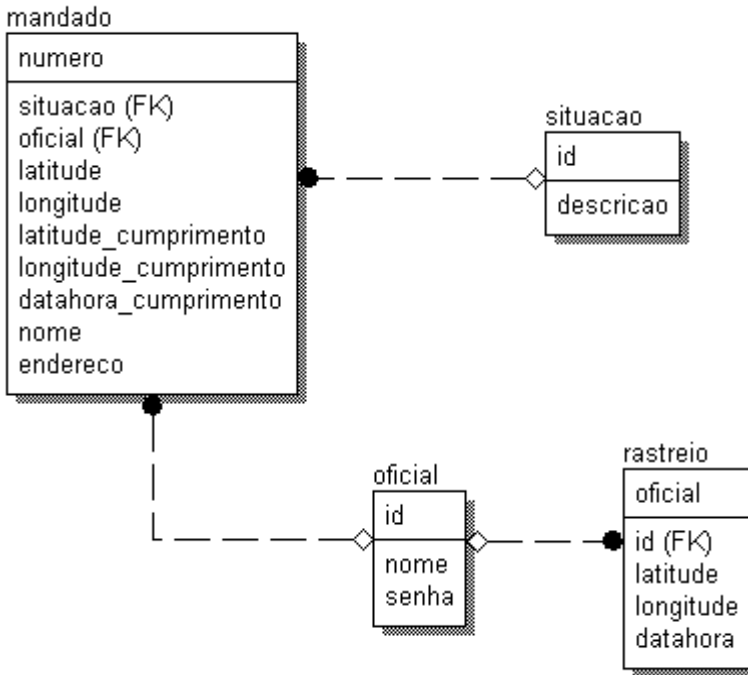 mandado
numero
situacao (FK)
oficial (FK)
latitude
longitude
latitude_cumprimento
longitude_cumprimento
datahora_cumprimento
nome
endereco
situacao
id
descricao
oficial
id
nome
senha
rastreio
oficial
id (FK)
latitude
longitude
datahora